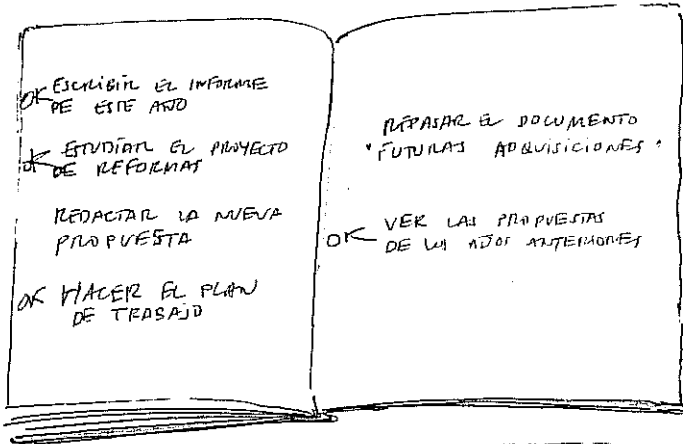 OK ESCRIBIR EL INFORME
DE ESTE AÑO
OK ESTUDIAR EL PROYECTO
DE REFORMAS
REDACTAR LA NUEVA
PROPUESTA
OK HACER EL PLAN
DE TRABAJO
REPASAR EL DOCUMENTO
"FUTURAS ADQUISICIONES"
OK VER LAS PROPUESTAS
DE LOS AÑOS ANTERIORES